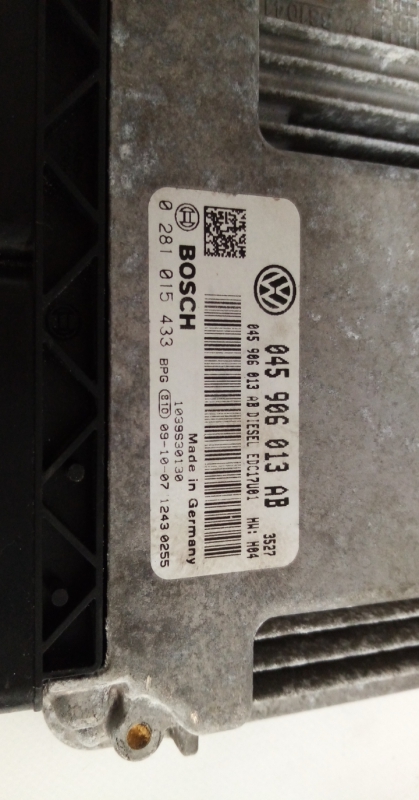 045 906 013 AB
3527
045 906 013 AB DIESEL EDC17U01 HW: H04
BOSCH
Made in Germany
1039S30130
0 281 015 433 BPG 81D 09-10-07 1243 0255